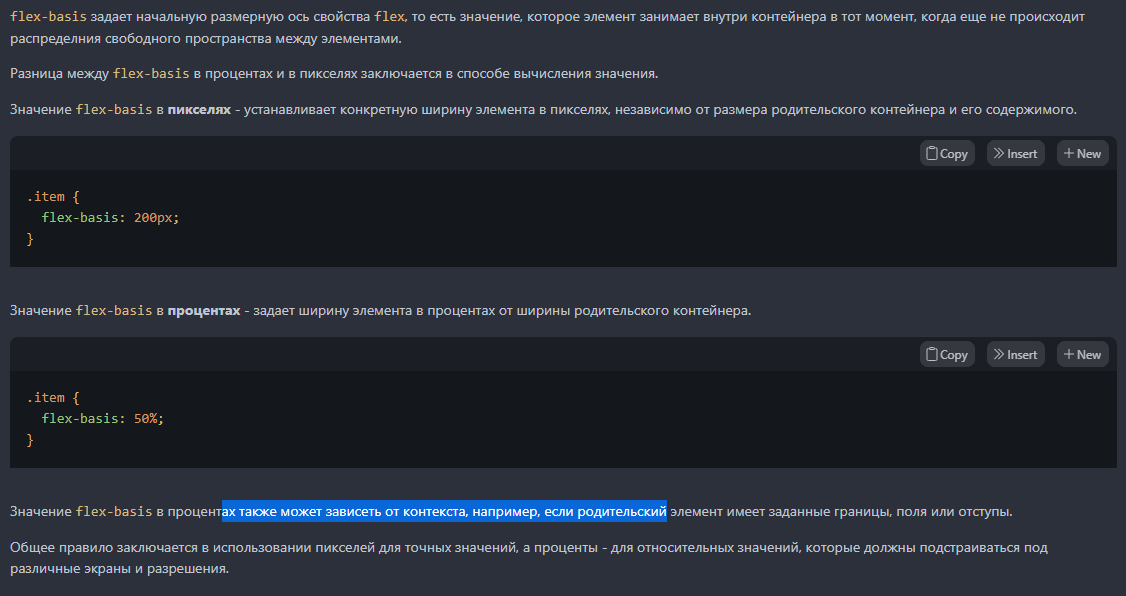 flex-basis задает начальную размерную ось свойства flex, то есть значение, которое элемент занимает внутри контейнера в тот момент, когда еще не происходит
распределния свободного пространства между элементами.
Разница между flex-basis в процентах и в пикселях заключается в способе вычисления значения.
Значение flex-basis в пикселях - устанавливает конкретную ширину элемента в пикселях, независимо от размера родительского контейнера и его содержимого.
Copy Insert + New
.item {
flex-basis: 200px;
}
Значение flex-basis в процентах - задает ширину элемента в процентах от ширины родительского контейнера.
Copy Insert + New
.item {
flex-basis: 50%;
}
Значение flex-basis в процентах также может зависеть от контекста, например, если родительский элемент имеет заданные границы, поля или отступы.
Общее правило заключается в использовании пикселей для точных значений, а проценты - для относительных значений, которые должны подстраиваться под
различные экраны и разрешения.